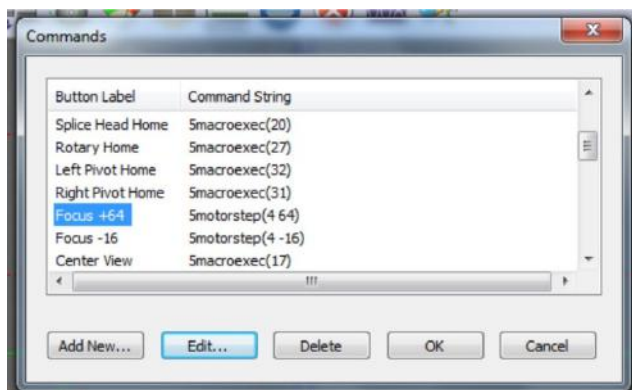 Commands
Button Label Command String
Splice Head Home 5macroexec(20)
Rotary Home 5macroexec(27)
Left Pivot Home 5macroexec(32)
Right Pivot Home 5macroexec(31)
Focus +64 5motorstep(4 64)
Focus -16 5motorstep(4 -16)
Center View 5macroexec(17)
Add New... Edit... Delete OK Cancel